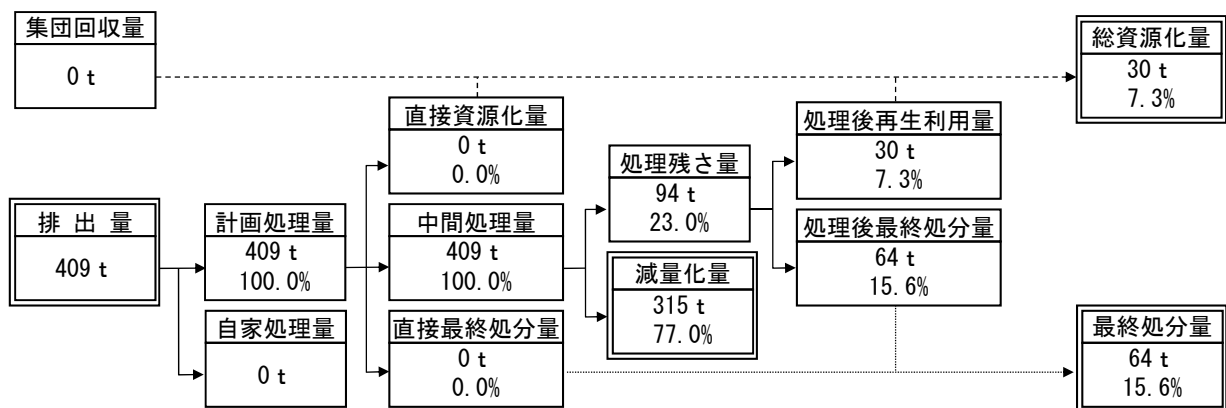 集団回収量
0 t
総資源化量
30 t
7.3%
直接資源化量
0 t
0.0%
処理後再生利用量
30 t
7.3%
処理残さ量
94 t
23.0%
排 出 量
409 t
計画処理量
409 t
100.0%
中間処理量
409 t
100.0%
処理後最終処分量
64 t
15.6%
減量化量
315 t
77.0%
自家処理量
0 t
直接最終処分量
0 t
0.0%
最終処分量
64 t
15.6%